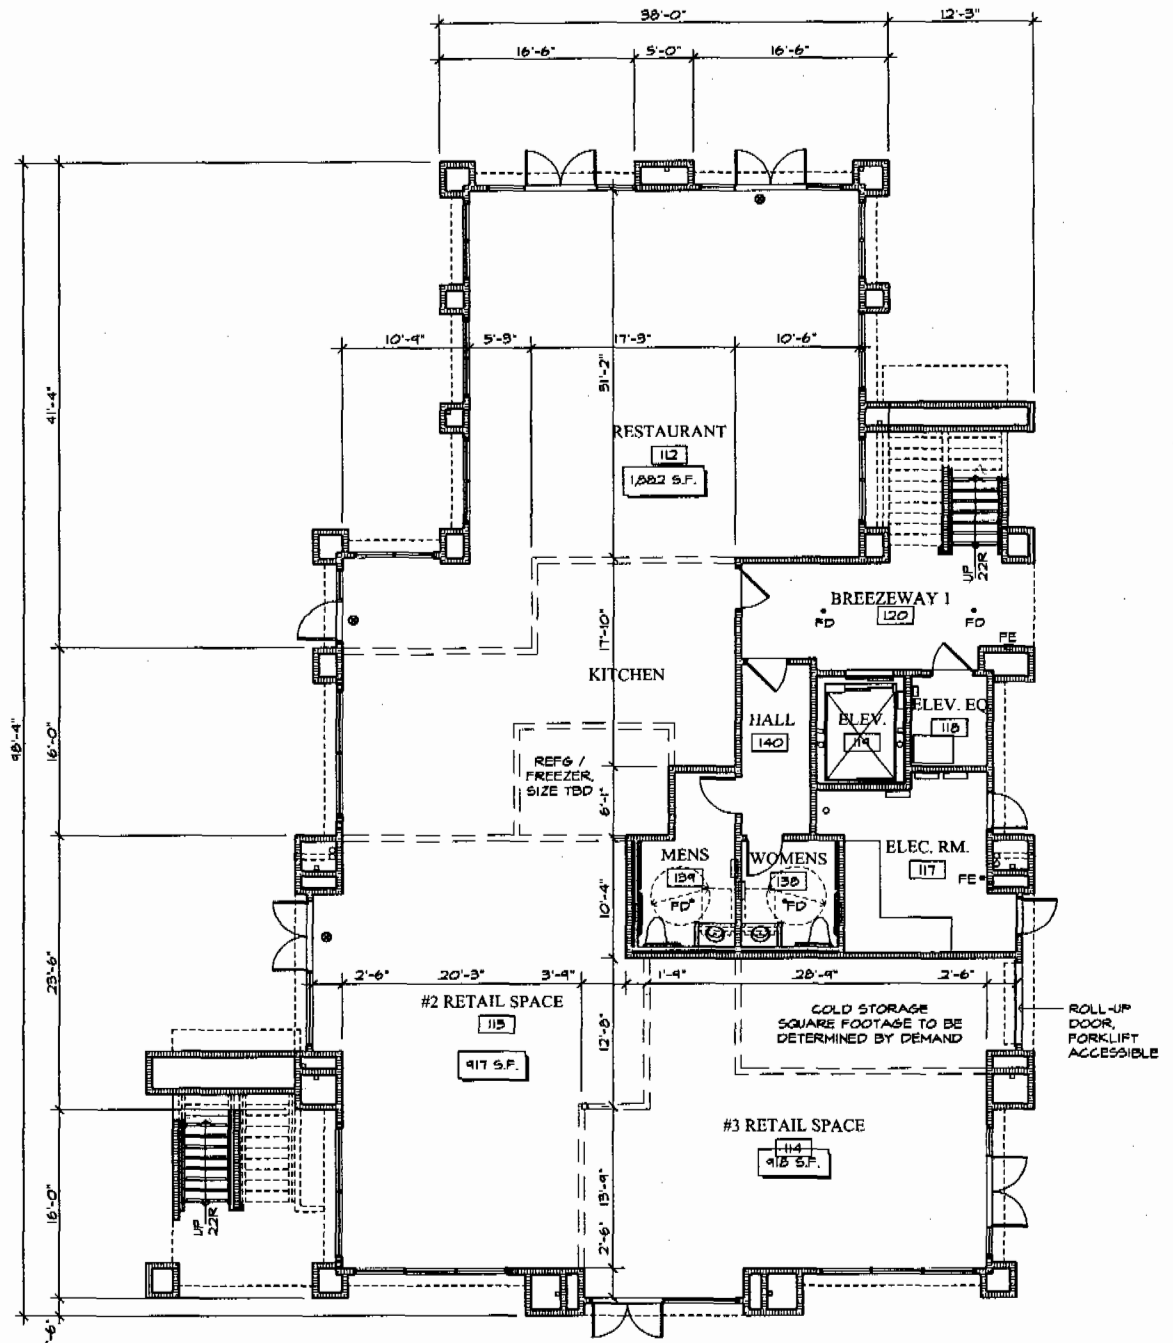 38'-0"
12'-3"
16'-6"
5'-0"
16'-6"
10'-9"
5'-3"
17'-3"
10'-6"
31'-2"
41'-4"
RESTAURANT
112
1,882 S.F.
UP
22R
BREEZEWAY 1
120
FD
FD
FE
17'-10"
KITCHEN
HALL
140
ELEV.
119
ELEV. EQ.
118
98'-4"
16'-0"
REFG /
FREEZER,
SIZE TBD
6'-1"
MENS
139
WOMENS
138
ELEC. RM.
117
FE
FD
FD
10'-4"
23'-6"
2'-6"
20'-3"
3'-9"
1'-9"
28'-9"
2'-6"
#2 RETAIL SPACE
113
917 S.F.
12'-8"
COLD STORAGE
SQUARE FOOTAGE TO BE
DETERMINED BY DEMAND
ROLL-UP
DOOR,
FORKLIFT
ACCESSIBLE
#3 RETAIL SPACE
114
918 S.F.
16'-0"
UP
22R
13'-9"
2'-6"
-6"